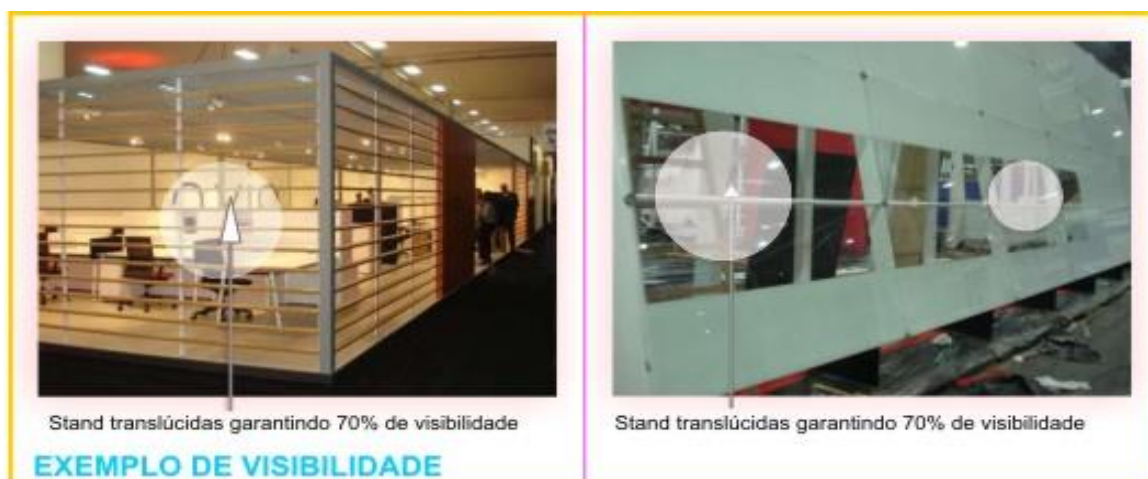 Stand translúcidas garantindo 70% de visibilidade
Stand translúcidas garantindo 70% de visibilidade
EXEMPLO DE VISIBILIDADE